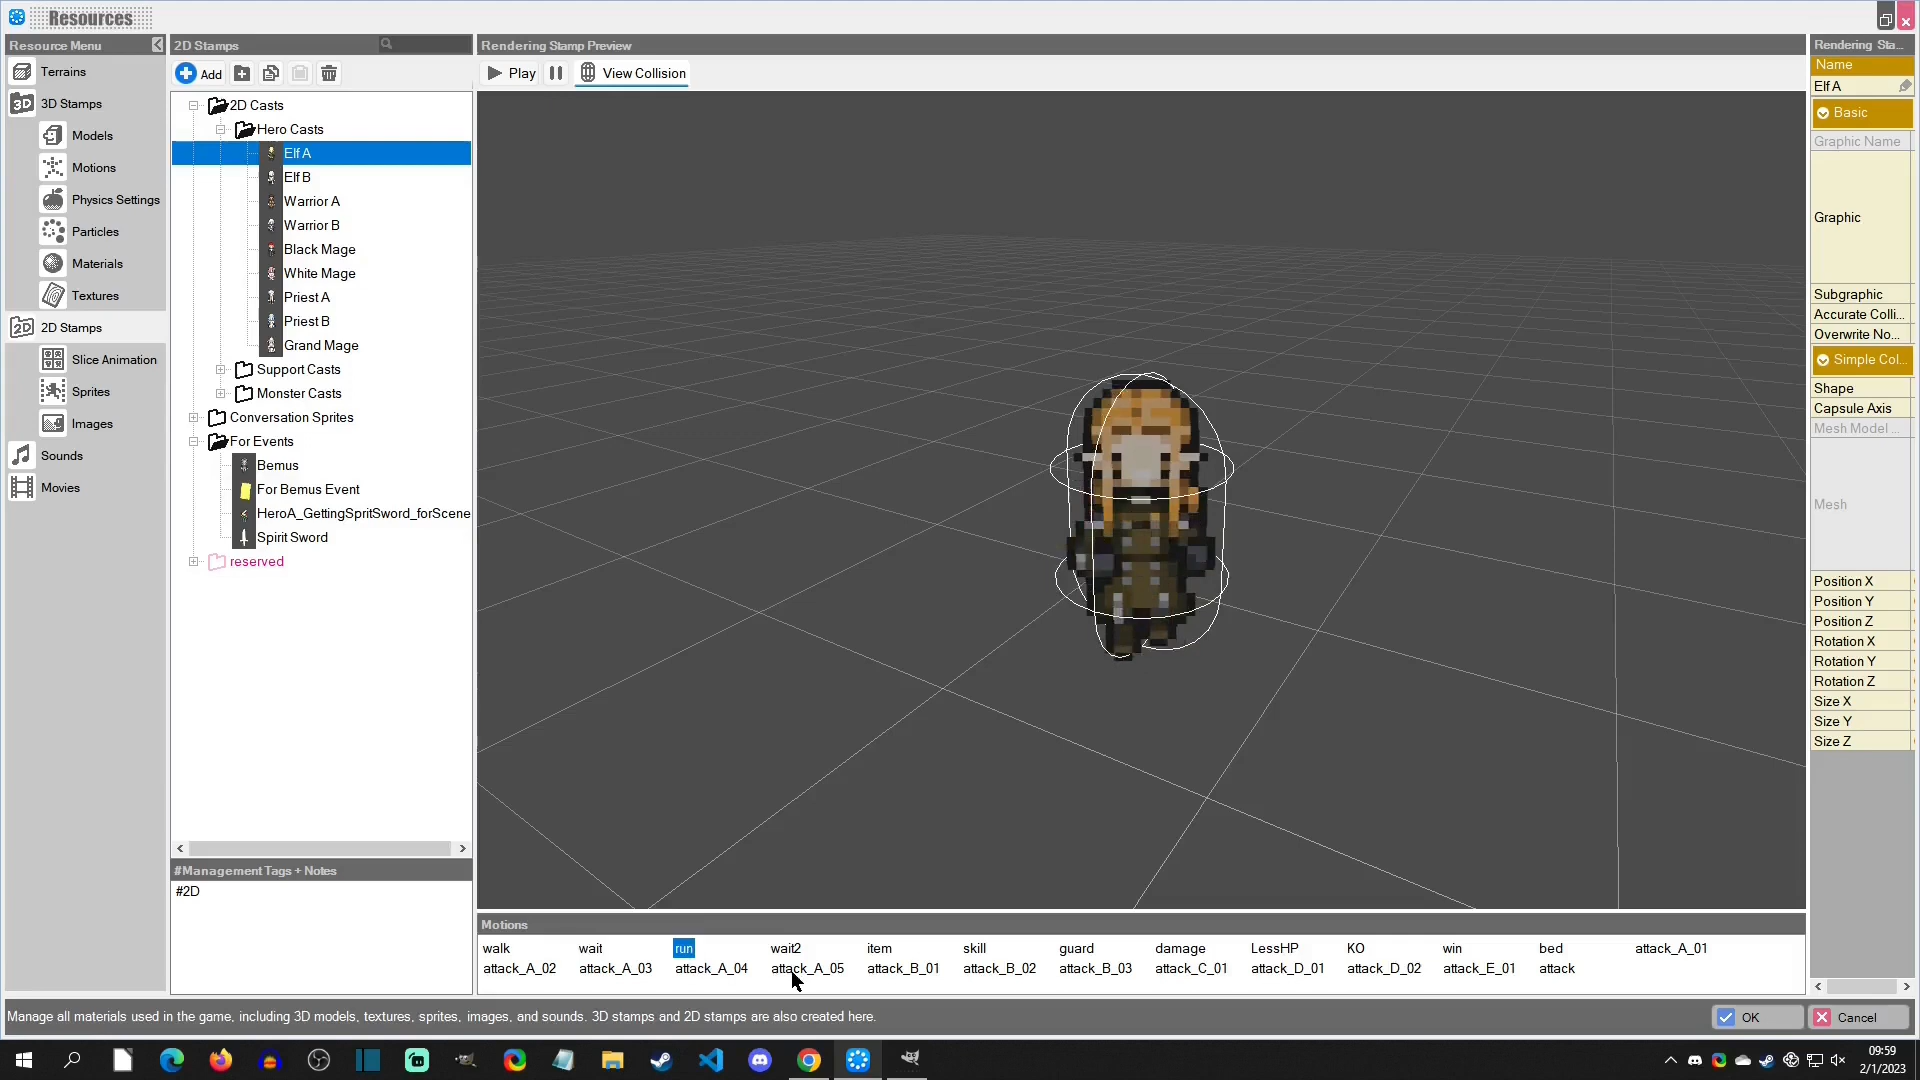 Resources
Resource Menu
Terrains
3D Stamps
Models
Motions
Physics Settings
Particles
Materials
Textures
2D Stamps
Slice Animation
Sprites
Images
Sounds
Movies
2D Stamps
Add
2D Casts
Hero Casts
Elf A
Elf B
Warrior A
Warrior B
Black Mage
White Mage
Priest A
Priest B
Grand Mage
Support Casts
Monster Casts
Conversation Sprites
For Events
Bemus
For Bemus Event
HeroA_GettingSpritSword_forScene
Spirit Sword
reserved
#Management Tags + Notes
#2D
Rendering Stamp Preview
Play
View Collision
Motions
walk wait run wait2 item skill guard damage LessHP KO win bed attack_A_01
attack_A_02 attack_A_03 attack_A_04 attack_A_05 attack_B_01 attack_B_02 attack_B_03 attack_C_01 attack_D_01 attack_D_02 attack_E_01 attack
Rendering Sta...
Name
Elf A
Basic
Graphic Name
Graphic
Subgraphic
Accurate Colli...
Overwrite No...
Simple Col...
Shape
Capsule Axis
Mesh Model ...
Mesh
Position X
Position Y
Position Z
Rotation X
Rotation Y
Rotation Z
Size X
Size Y
Size Z
Manage all materials used in the game, including 3D models, textures, sprites, images, and sounds. 3D stamps and 2D stamps are also created here.
OK
Cancel
09:59
2/1/2023